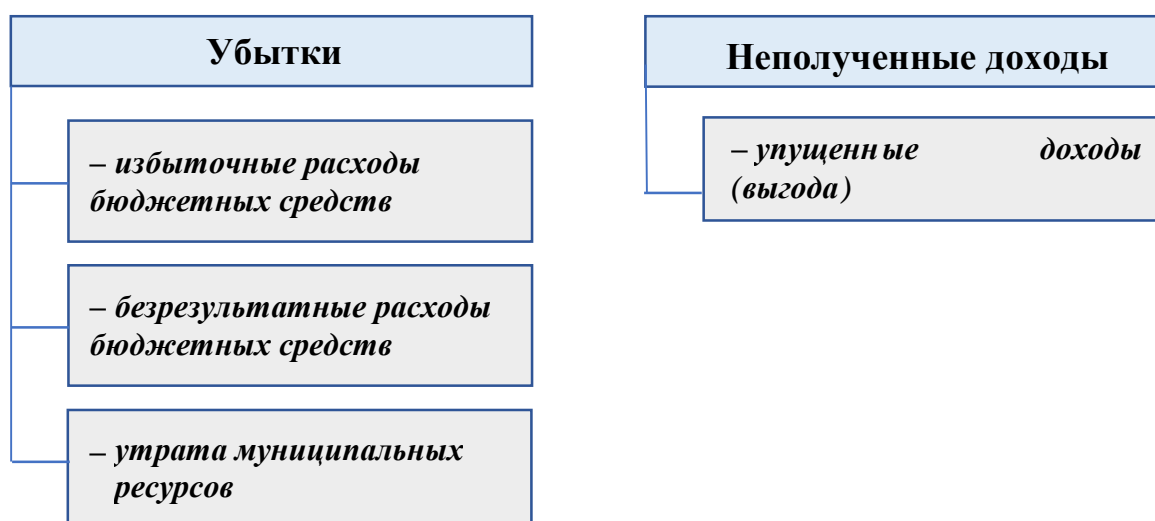 Убытки
– избыточные расходы
бюджетных средств
– безрезультатные расходы
бюджетных средств
– утрата муниципальных
ресурсов
Неполученные доходы
– упущенные доходы
(выгода)